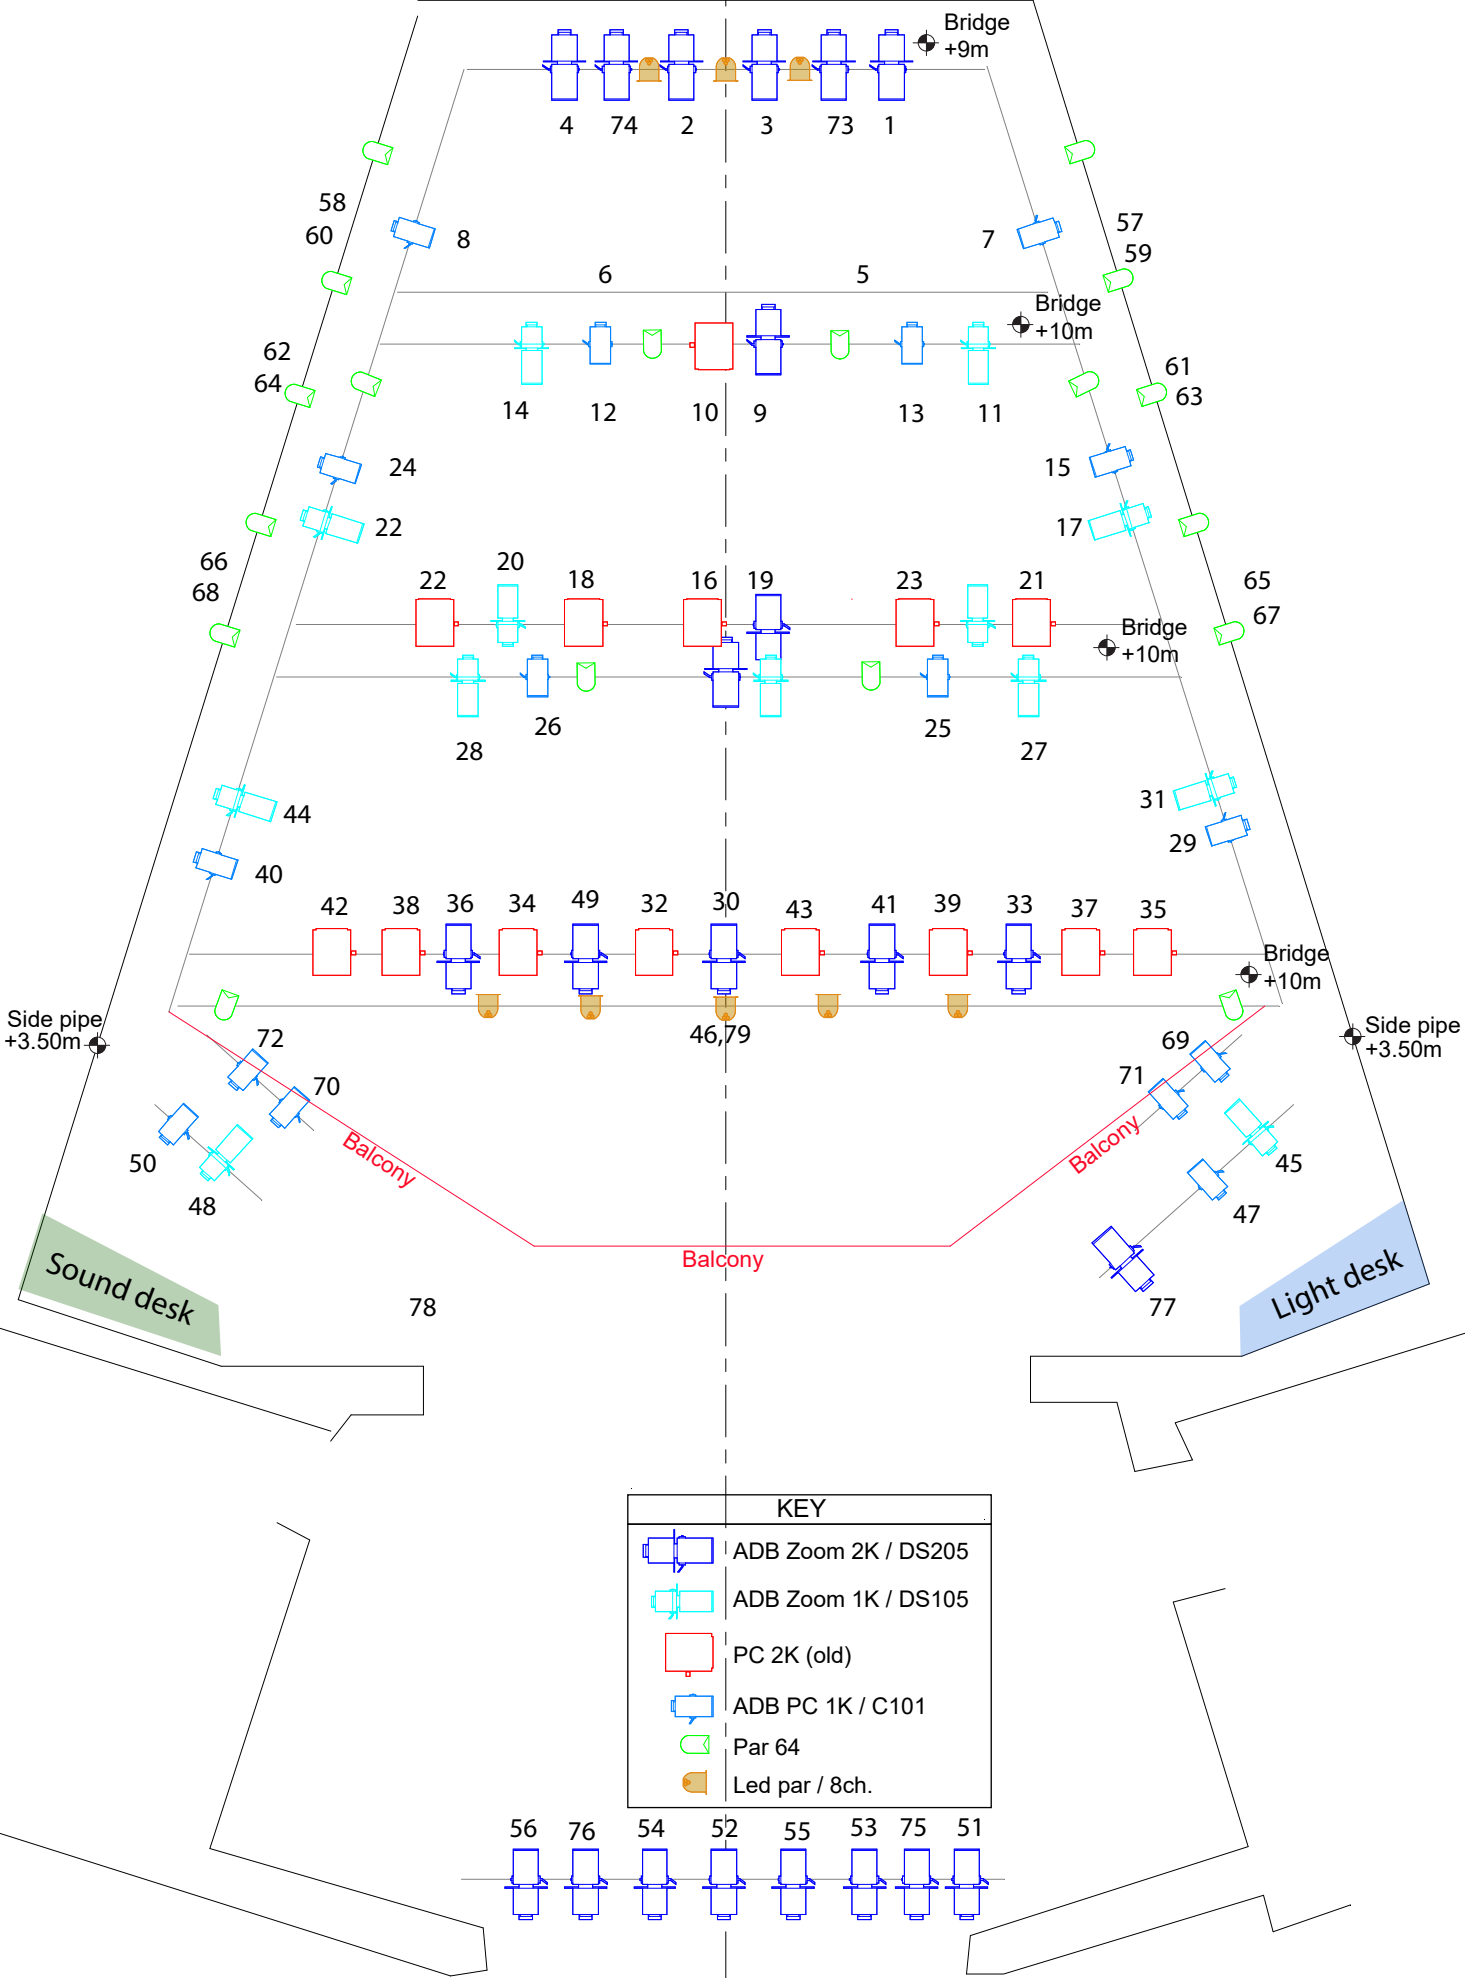 Bridge
+9m
4 74 2 3 73 1
58
60
8
7
57
59
6
5
Bridge
+10m
62
64
61
63
14 12 10 9 13 11
24
15
22
17
66
68
20
22 18 16 19 23 21
65
67
Bridge
+10m
28
26
25
27
44
31
40
29
42 38 36 34 49 32 30 43 41 39 33 37 35
Bridge
+10m
Side pipe
+3.50m
Side pipe
+3.50m
46,79
72
70
69
71
50
48
45
47
Balcony
Balcony
Balcony
Sound desk
Light desk
78
77
KEY
ADB Zoom 2K / DS205
ADB Zoom 1K / DS105
PC 2K (old)
ADB PC 1K / C101
Par 64
Led par / 8ch.
56 76 54 52 55 53 75 51